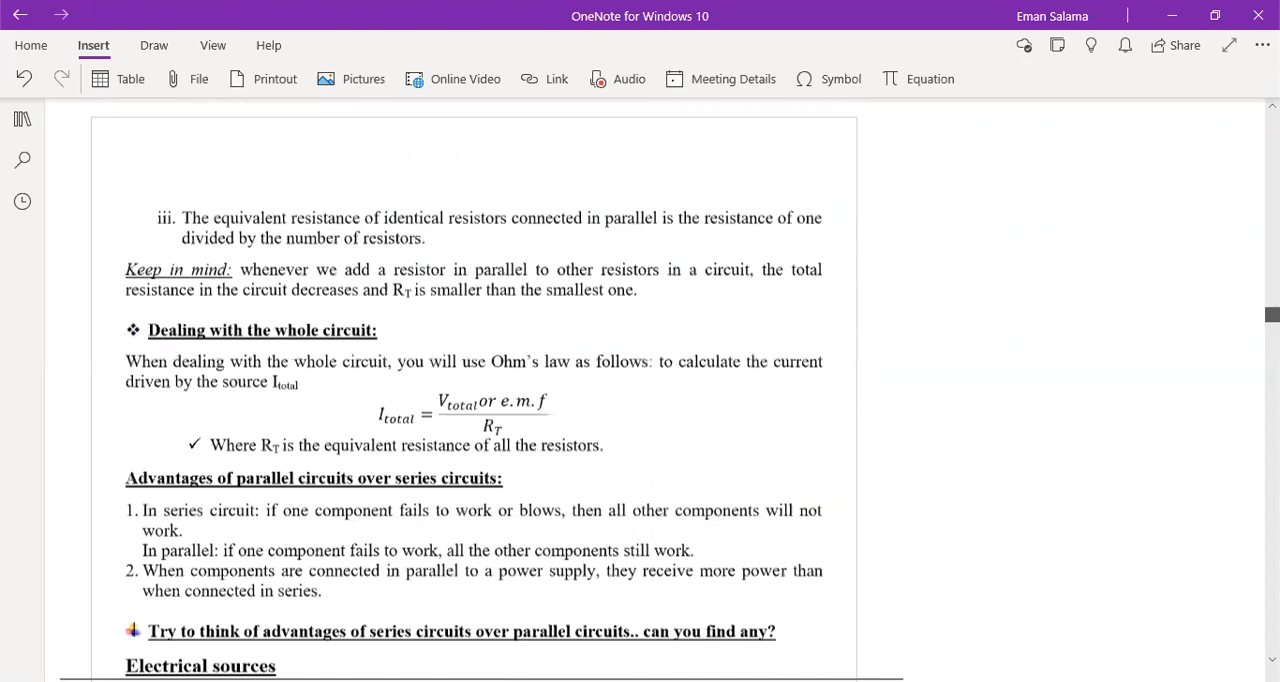 OneNote for Windows 10
Eman Salama
Home Insert Draw View Help
Share
Table File Printout Pictures Online Video Link Audio Meeting Details Symbol Equation
iii. The equivalent resistance of identical resistors connected in parallel is the resistance of one
divided by the number of resistors.
Keep in mind: whenever we add a resistor in parallel to other resistors in a circuit, the total
resistance in the circuit decreases and R_T is smaller than the smallest one.
❖ Dealing with the whole circuit:
When dealing with the whole circuit, you will use Ohm's law as follows: to calculate the current
driven by the source I_total
I_total = (V_total or e.m.f) / R_T
✓ Where R_T is the equivalent resistance of all the resistors.
Advantages of parallel circuits over series circuits:
1. In series circuit: if one component fails to work or blows, then all other components will not
work.
In parallel: if one component fails to work, all the other components still work.
2. When components are connected in parallel to a power supply, they receive more power than
when connected in series.
Try to think of advantages of series circuits over parallel circuits.. can you find any?
Electrical sources